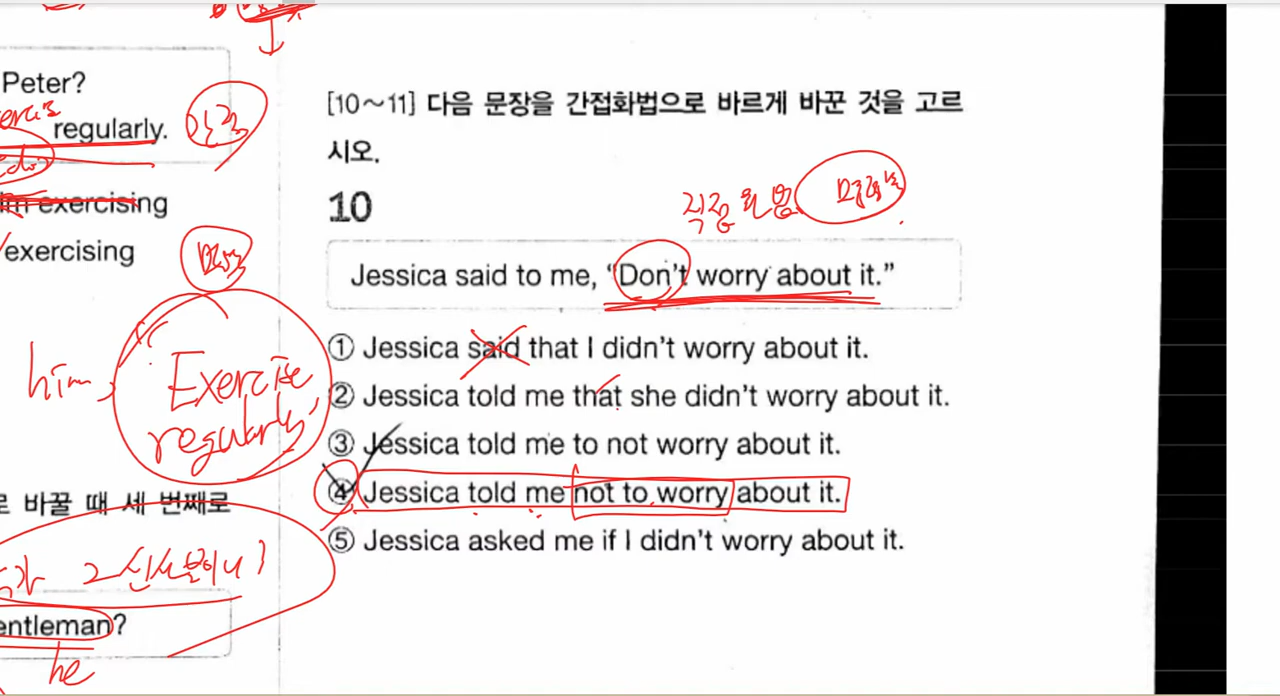 Peter?
regularly.
exercising
exercising
him,
"Exercise
regularly"
로 바꿀 때 세 번째로
entleman?
he
[10~11] 다음 문장을 간접화법으로 바르게 바꾼 것을 고르
시오.
10
명령문
Jessica said to me, “Don't worry about it.”
① Jessica said that I didn't worry about it.
② Jessica told me that she didn't worry about it.
③ Jessica told me to not worry about it.
④ Jessica told me not to worry about it.
⑤ Jessica asked me if I didn't worry about it.